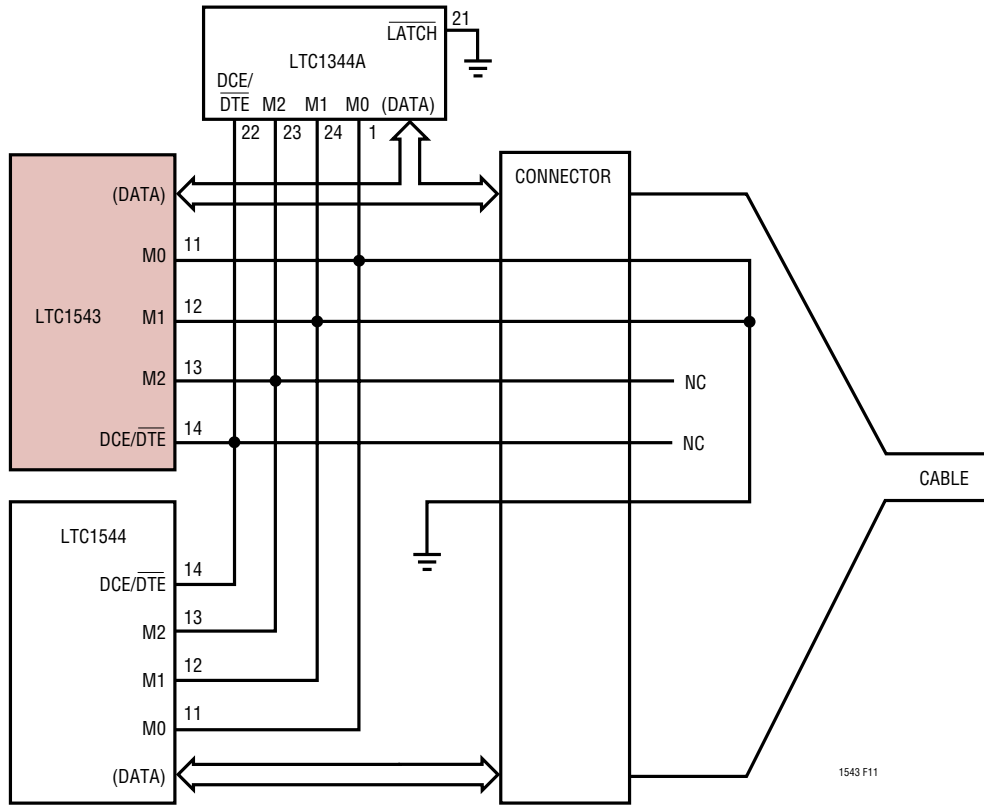 LATCH 21
LTC1344A
DCE/
DTE M2 M1 M0 (DATA)
22 23 24 1
CONNECTOR
(DATA)
M0 11
LTC1543
M1 12
M2 13
NC
DCE/DTE 14
NC
CABLE
LTC1544
DCE/DTE 14
M2 13
M1 12
M0 11
(DATA)
1543 F11